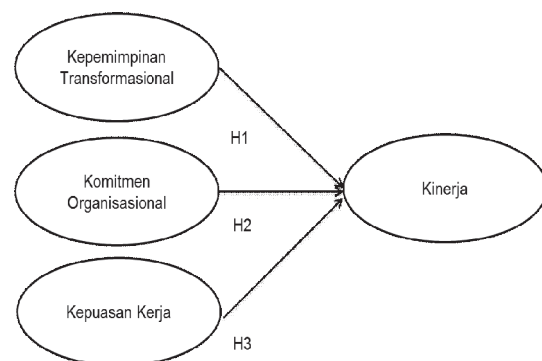 Kepemimpinan
Transformasional
H1
Komitmen
Organisasional
Kinerja
H2
Kepuasan Kerja
H3